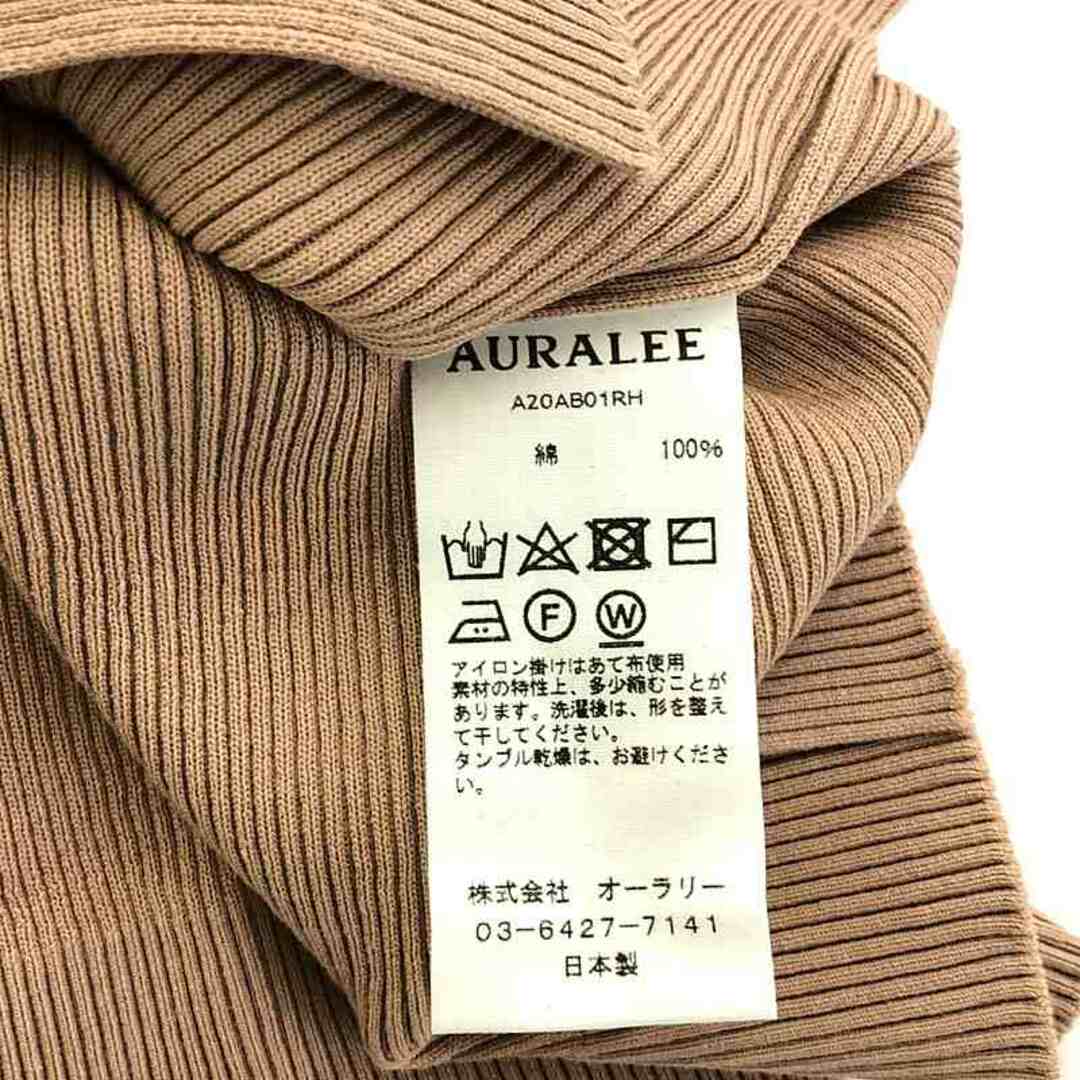 AURALEE
A20AB01RH
綿 100%
F W
アイロン掛けはあて布使用
素材の特性上、多少縮むことが
あります。洗濯後は、形を整え
て干してください。
タンブル乾燥は、お避けくださ
い。
株式会社 オーラリー
03-6427-7141
日本製